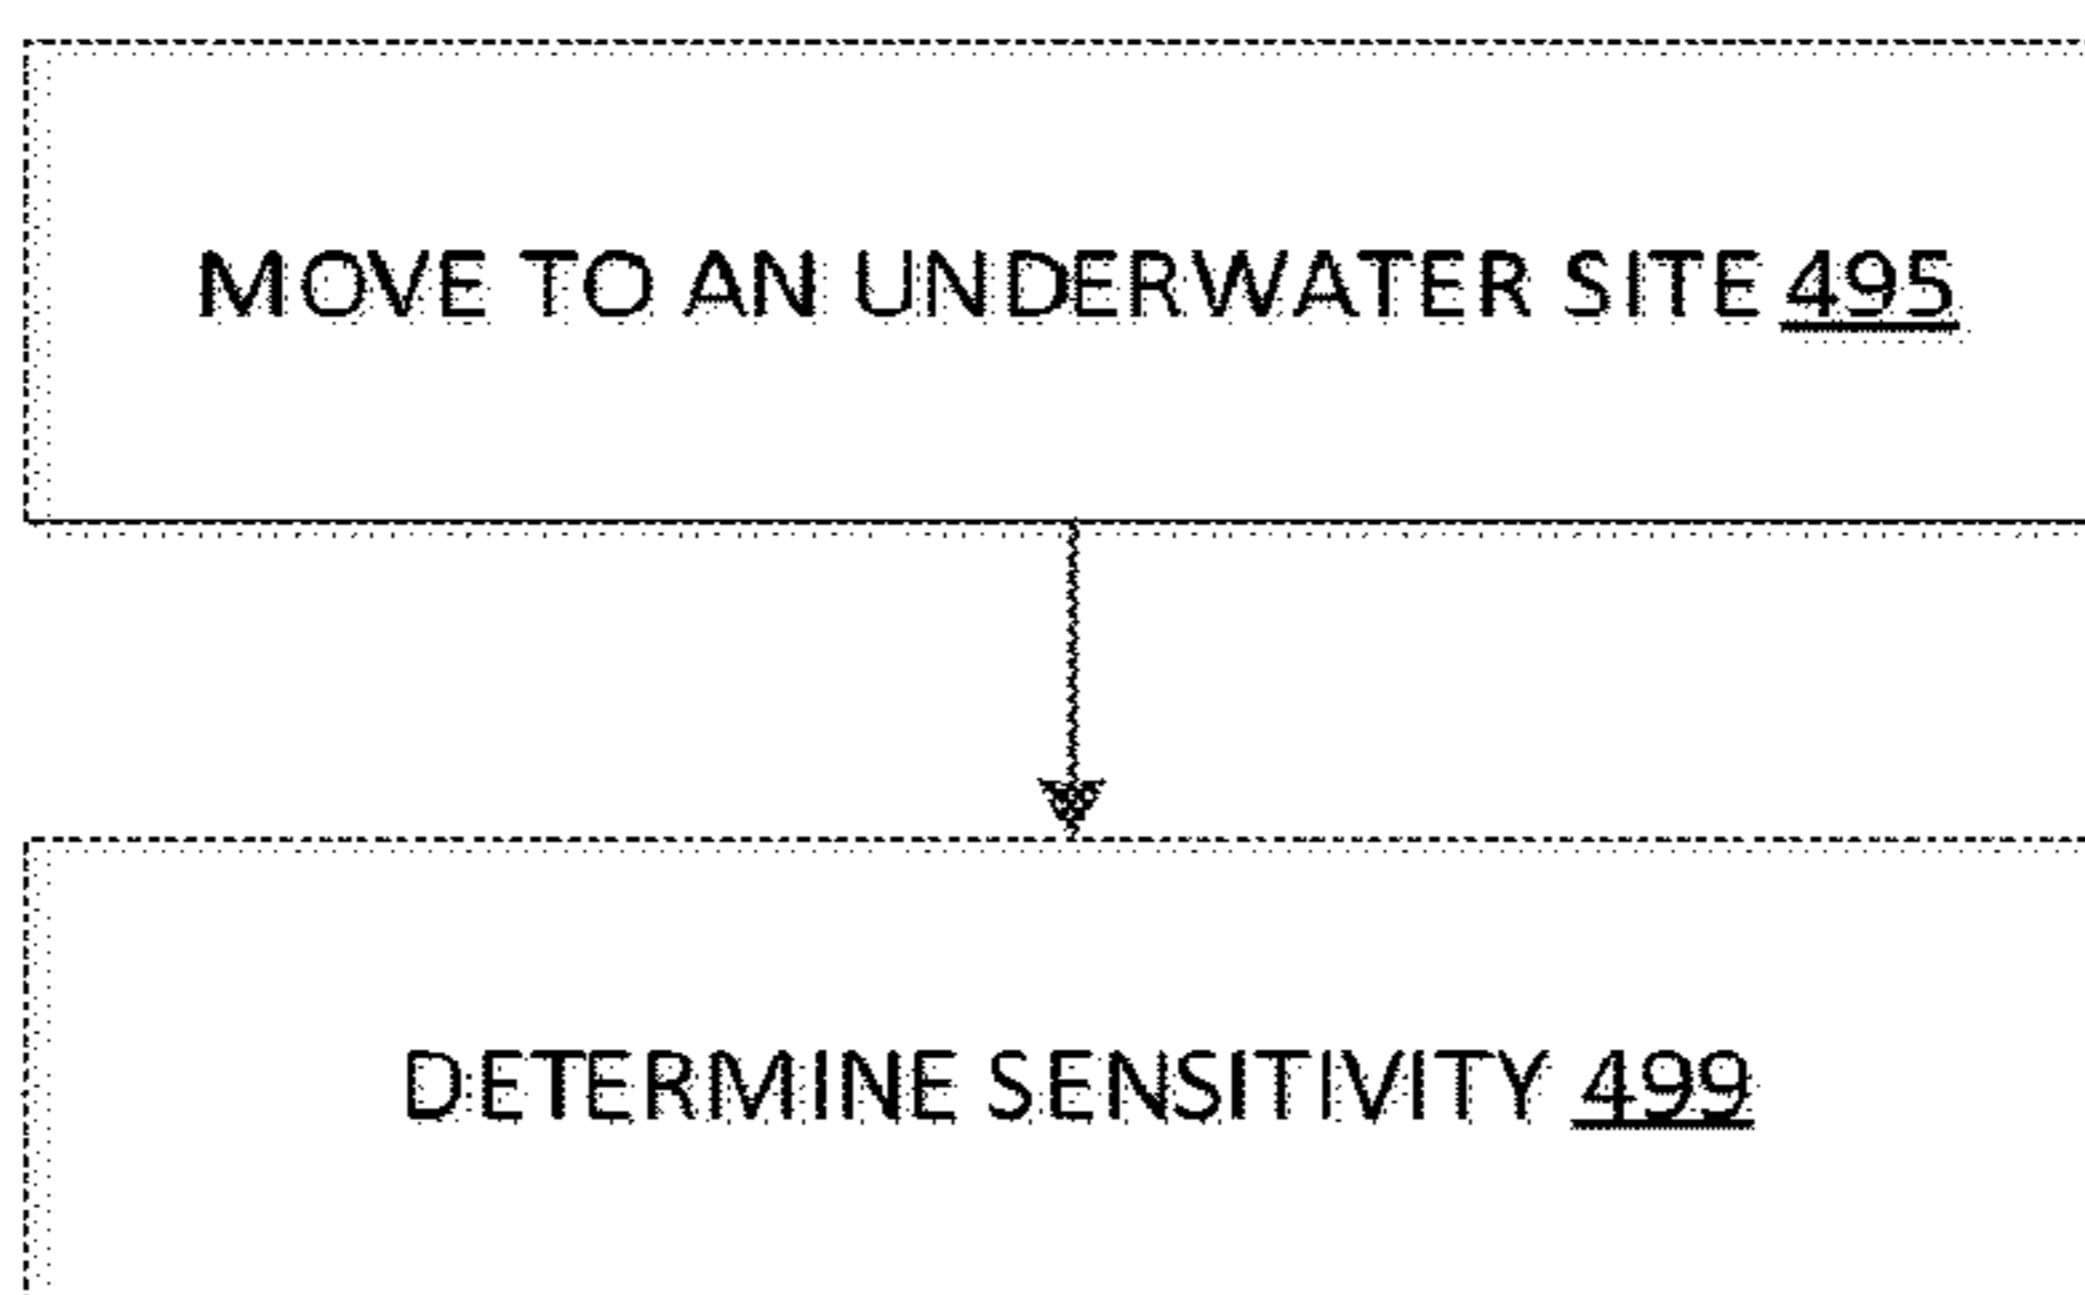 MOVE TO AN UNDERWATER SITE 495
DETERMINE SENSITIVITY 499